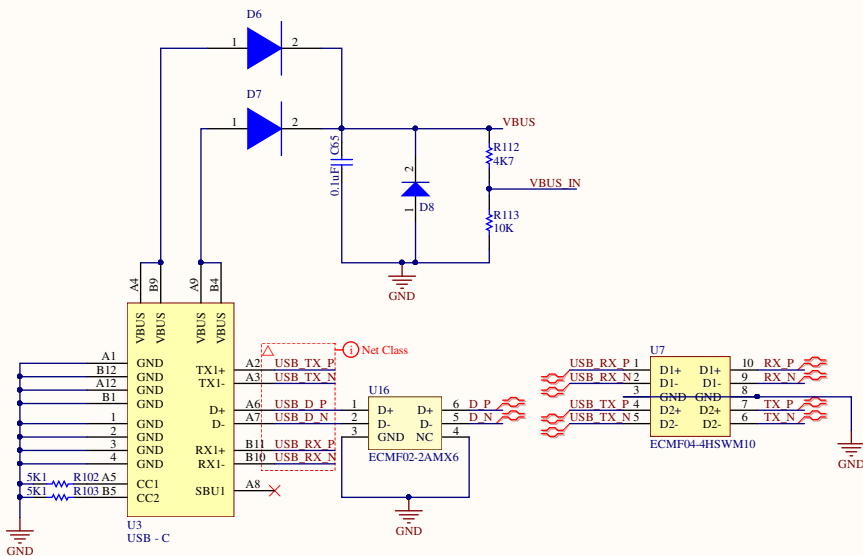 D6
1
2
D7
1
2
VBUS
C65
0.1uF
2
1
D8
R112
4K7
VBUS_IN
R113
10K
GND
A4
B9
A9
B4
VBUS
VBUS
VBUS
VBUS
A1
GND
B12
GND
A12
GND
B1
GND
1
GND
2
GND
3
GND
4
GND
5K1
R102
A5
CC1
5K1
R103
B5
CC2
TX1+
A2
USB_TX_P
TX1-
A3
USB_TX_N
D+
A6
USB_D_P
D-
A7
USB_D_N
RX1+
B11
USB_RX_P
RX1-
B10
USB_RX_N
SBU1
A8
U3
USB - C
GND
i
Net Class
U16
1
D+
D+
6
D_P
2
D-
D-
5
D_N
3
GND
NC
4
ECMF02-2AMX6
GND
U7
USB_RX_P
1
D1+
D1+
10
RX_P
USB_RX_N
2
D1-
D1-
9
RX_N
3
GND
GND
8
USB_TX_P
4
D2+
D2+
7
TX_P
USB_TX_N
5
D2-
D2-
6
TX_N
ECMF04-4HSWM10
GND